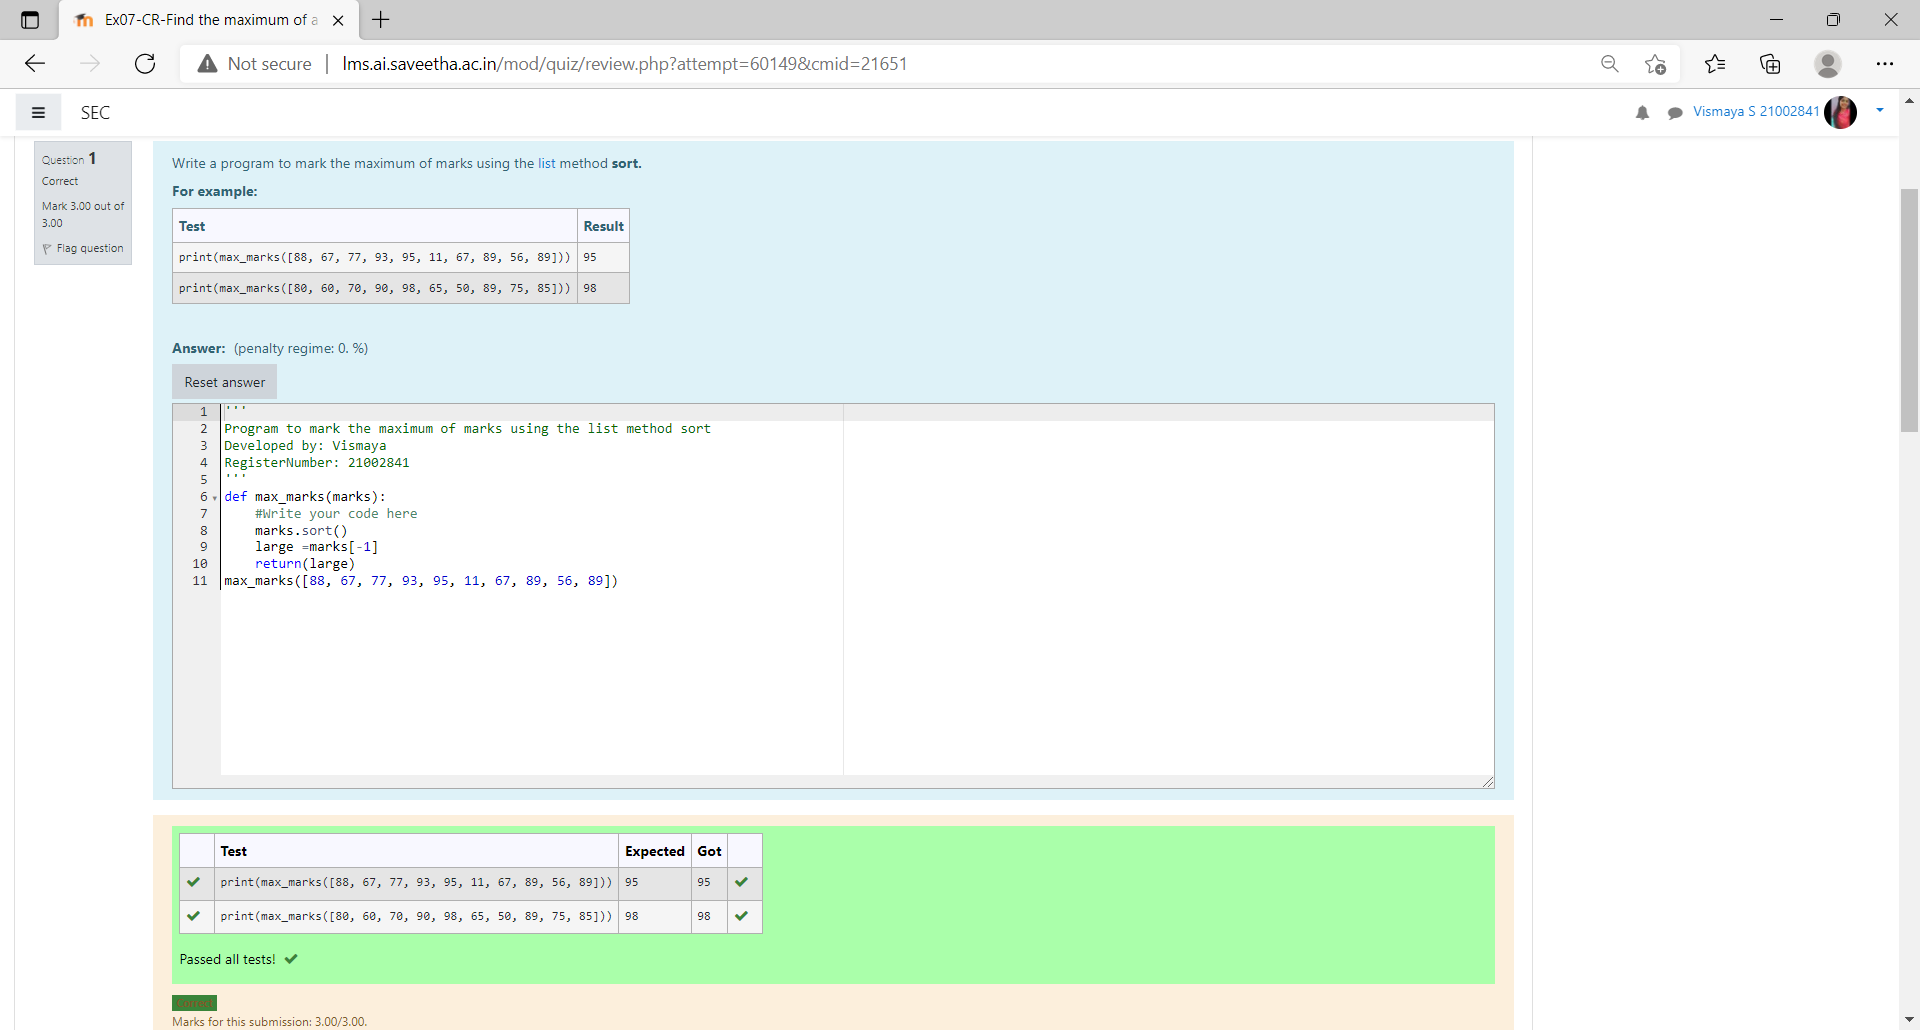 Ex07-CR-Find the maximum of a
Not secure
lms.ai.saveetha.ac.in/mod/quiz/review.php?attempt=60149&cmid=21651
SEC
Vismaya S 21002841
Question 1
Correct
Mark 3.00 out of
3.00
Flag question
Write a program to mark the maximum of marks using the list method sort.
For example:
Test Result
print(max_marks([88, 67, 77, 93, 95, 11, 67, 89, 56, 89])) 95
print(max_marks([80, 60, 70, 90, 98, 65, 50, 89, 75, 85])) 98
Answer: (penalty regime: 0. %)
Reset answer
1 '''
2 Program to mark the maximum of marks using the list method sort
3 Developed by: Vismaya
4 RegisterNumber: 21002841
5 '''
6 def max_marks(marks):
7 #Write your code here
8 marks.sort()
9 large =marks[-1]
10 return(large)
11 max_marks([88, 67, 77, 93, 95, 11, 67, 89, 56, 89])
Test Expected Got
print(max_marks([88, 67, 77, 93, 95, 11, 67, 89, 56, 89])) 95 95
print(max_marks([80, 60, 70, 90, 98, 65, 50, 89, 75, 85])) 98 98
Passed all tests!
Correct
Marks for this submission: 3.00/3.00.